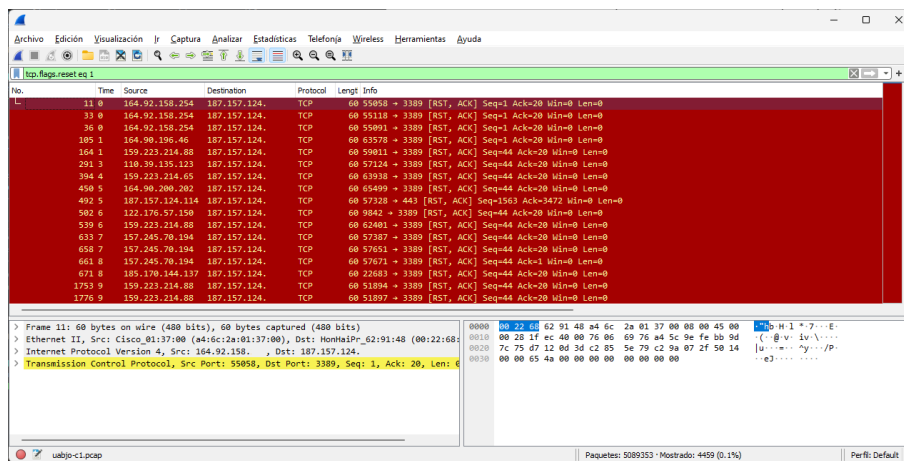 Archivo Edición Visualización Ir Captura Analizar Estadísticas Telefonía Wireless Herramientas Ayuda
tcp.flags.reset eq 1
No. Time Source Destination Protocol Lengt Info
11 0 164.92.158.254 187.157.124. TCP 60 55058 → 3389 [RST, ACK] Seq=1 Ack=20 Win=0 Len=0
33 0 164.92.158.254 187.157.124. TCP 60 55118 → 3389 [RST, ACK] Seq=1 Ack=20 Win=0 Len=0
36 0 164.92.158.254 187.157.124. TCP 60 55091 → 3389 [RST, ACK] Seq=1 Ack=20 Win=0 Len=0
105 1 164.90.196.46 187.157.124. TCP 60 63578 → 3389 [RST, ACK] Seq=1 Ack=20 Win=0 Len=0
164 1 159.223.214.88 187.157.124. TCP 60 59011 → 3389 [RST, ACK] Seq=44 Ack=20 Win=0 Len=0
291 3 110.39.135.123 187.157.124. TCP 60 57124 → 3389 [RST, ACK] Seq=44 Ack=20 Win=0 Len=0
394 4 159.223.214.65 187.157.124. TCP 60 63938 → 3389 [RST, ACK] Seq=44 Ack=20 Win=0 Len=0
450 5 164.90.200.202 187.157.124. TCP 60 65499 → 3389 [RST, ACK] Seq=44 Ack=20 Win=0 Len=0
492 5 187.157.124.114 187.157.124. TCP 60 57328 → 443 [RST, ACK] Seq=1563 Ack=3472 Win=0 Len=0
502 6 122.176.57.150 187.157.124. TCP 60 9842 → 3389 [RST, ACK] Seq=44 Ack=20 Win=0 Len=0
539 6 159.223.214.88 187.157.124. TCP 60 62401 → 3389 [RST, ACK] Seq=44 Ack=20 Win=0 Len=0
633 7 157.245.70.194 187.157.124. TCP 60 57387 → 3389 [RST, ACK] Seq=44 Ack=20 Win=0 Len=0
658 7 157.245.70.194 187.157.124. TCP 60 57651 → 3389 [RST, ACK] Seq=44 Ack=20 Win=0 Len=0
661 8 157.245.70.194 187.157.124. TCP 60 57671 → 3389 [RST, ACK] Seq=44 Ack=1 Win=0 Len=0
671 8 185.170.144.137 187.157.124. TCP 60 22683 → 3389 [RST, ACK] Seq=44 Ack=20 Win=0 Len=0
1753 9 159.223.214.88 187.157.124. TCP 60 51894 → 3389 [RST, ACK] Seq=44 Ack=20 Win=0 Len=0
1776 9 159.223.214.88 187.157.124. TCP 60 51897 → 3389 [RST, ACK] Seq=44 Ack=20 Win=0 Len=0
> Frame 11: 60 bytes on wire (480 bits), 60 bytes captured (480 bits)
> Ethernet II, Src: Cisco_01:37:00 (a4:6c:2a:01:37:00), Dst: HonHaiPr_62:91:48 (00:22:68:
> Internet Protocol Version 4, Src: 164.92.158. , Dst: 187.157.124.
> Transmission Control Protocol, Src Port: 55058, Dst Port: 3389, Seq: 1, Ack: 20, Len: 0
0000 00 22 68 62 91 48 a4 6c 2a 01 37 00 08 00 45 00 ·"hb·H·l *·7···E·
0010 00 28 1f ec 40 00 76 06 69 76 a4 5c 9e fe bb 9d ·(··@·v· iv·\····
0020 7c 75 d7 12 0d 3d c2 85 5e 79 c2 9a 07 2f 50 14 |u···=·· ^y···/P·
0030 00 00 65 4a 00 00 00 00 00 00 00 00 ··eJ···· ····
uabjo-c1.pcap Paquetes: 5089353 · Mostrado: 4459 (0.1%) Perfil: Default